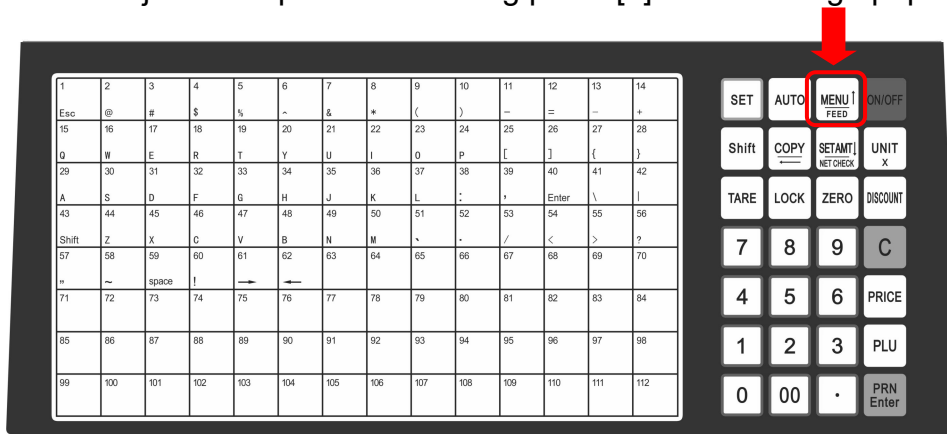 1 2 3 4 5 6 7 8 9 10 11 12 13 14
Esc @ # $ % ^ & * ( ) – = – +
15 16 17 18 19 20 21 22 23 24 25 26 27 28
Q W E R T Y U I O P [ ] { }
29 30 31 32 33 34 35 36 37 38 39 40 41 42
A S D F G H J K L : , Enter \ |
43 44 45 46 47 48 49 50 51 52 53 54 55 56
Shift Z X C V B N M 、 . / < > ?
57 58 59 60 61 62 63 64 65 66 67 68 69 70
” ~ space ! → ←
71 72 73 74 75 76 77 78 79 80 81 82 83 84
85 86 87 88 89 90 91 92 93 94 95 96 97 98
99 100 101 102 103 104 105 106 107 108 109 110 111 112
SET AUTO MENU↑ ON/OFF
FEED
Shift COPY SETAMT↓ UNIT
← NET CHECK X
TARE LOCK ZERO DISCOUNT
7 8 9 C
4 5 6 PRICE
1 2 3 PLU
0 00 · PRN
Enter